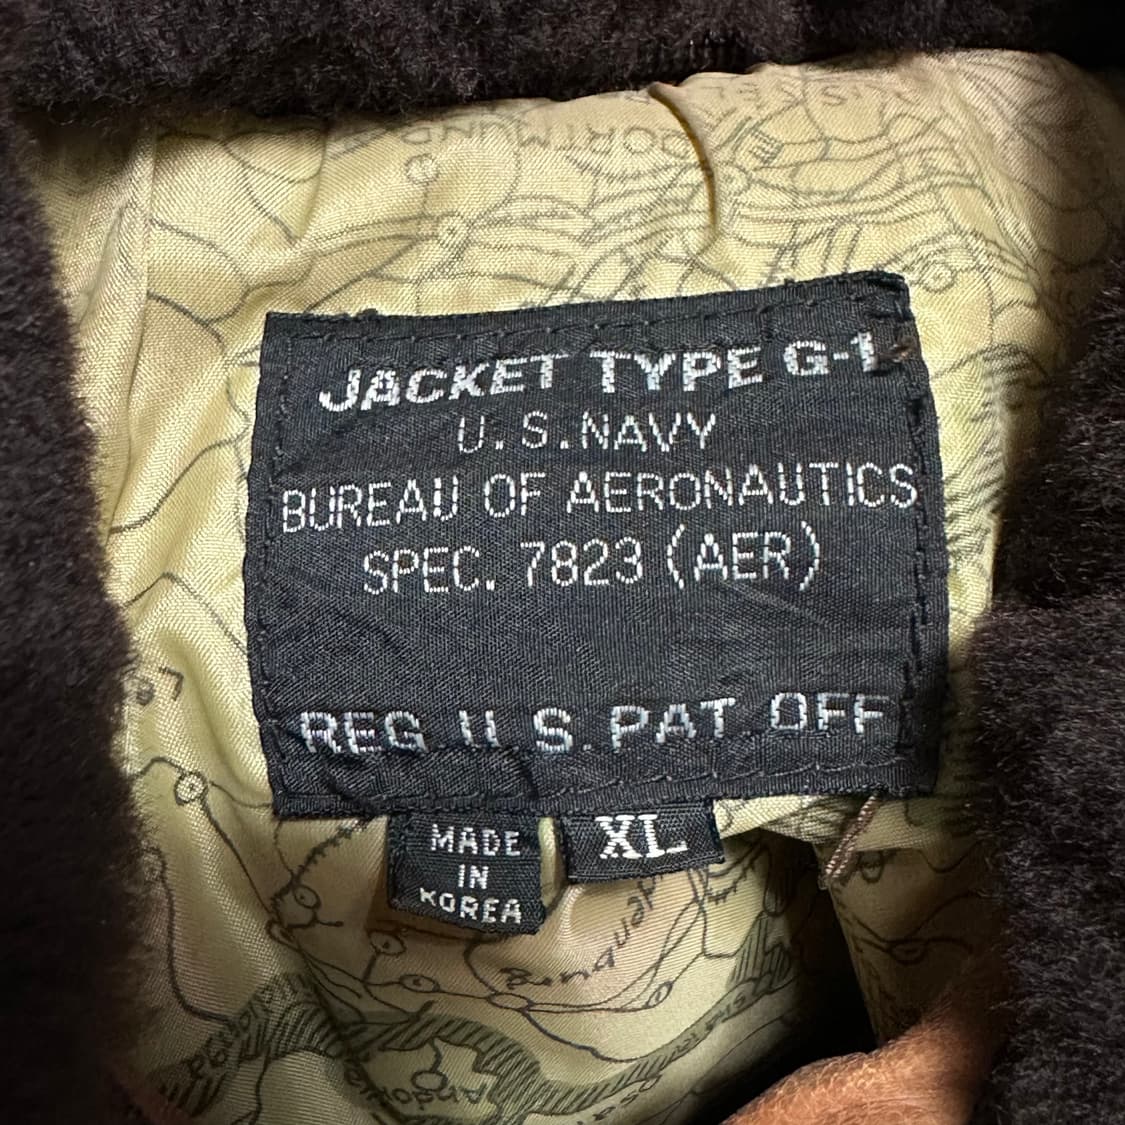 DORTMUND
JACKET TYPE G-1
U.S.NAVY
BUREAU OF AERONAUTICS
SPEC. 7823 (AER)
REG U S.PAT OFF
MADE
IN
KOREA
XL